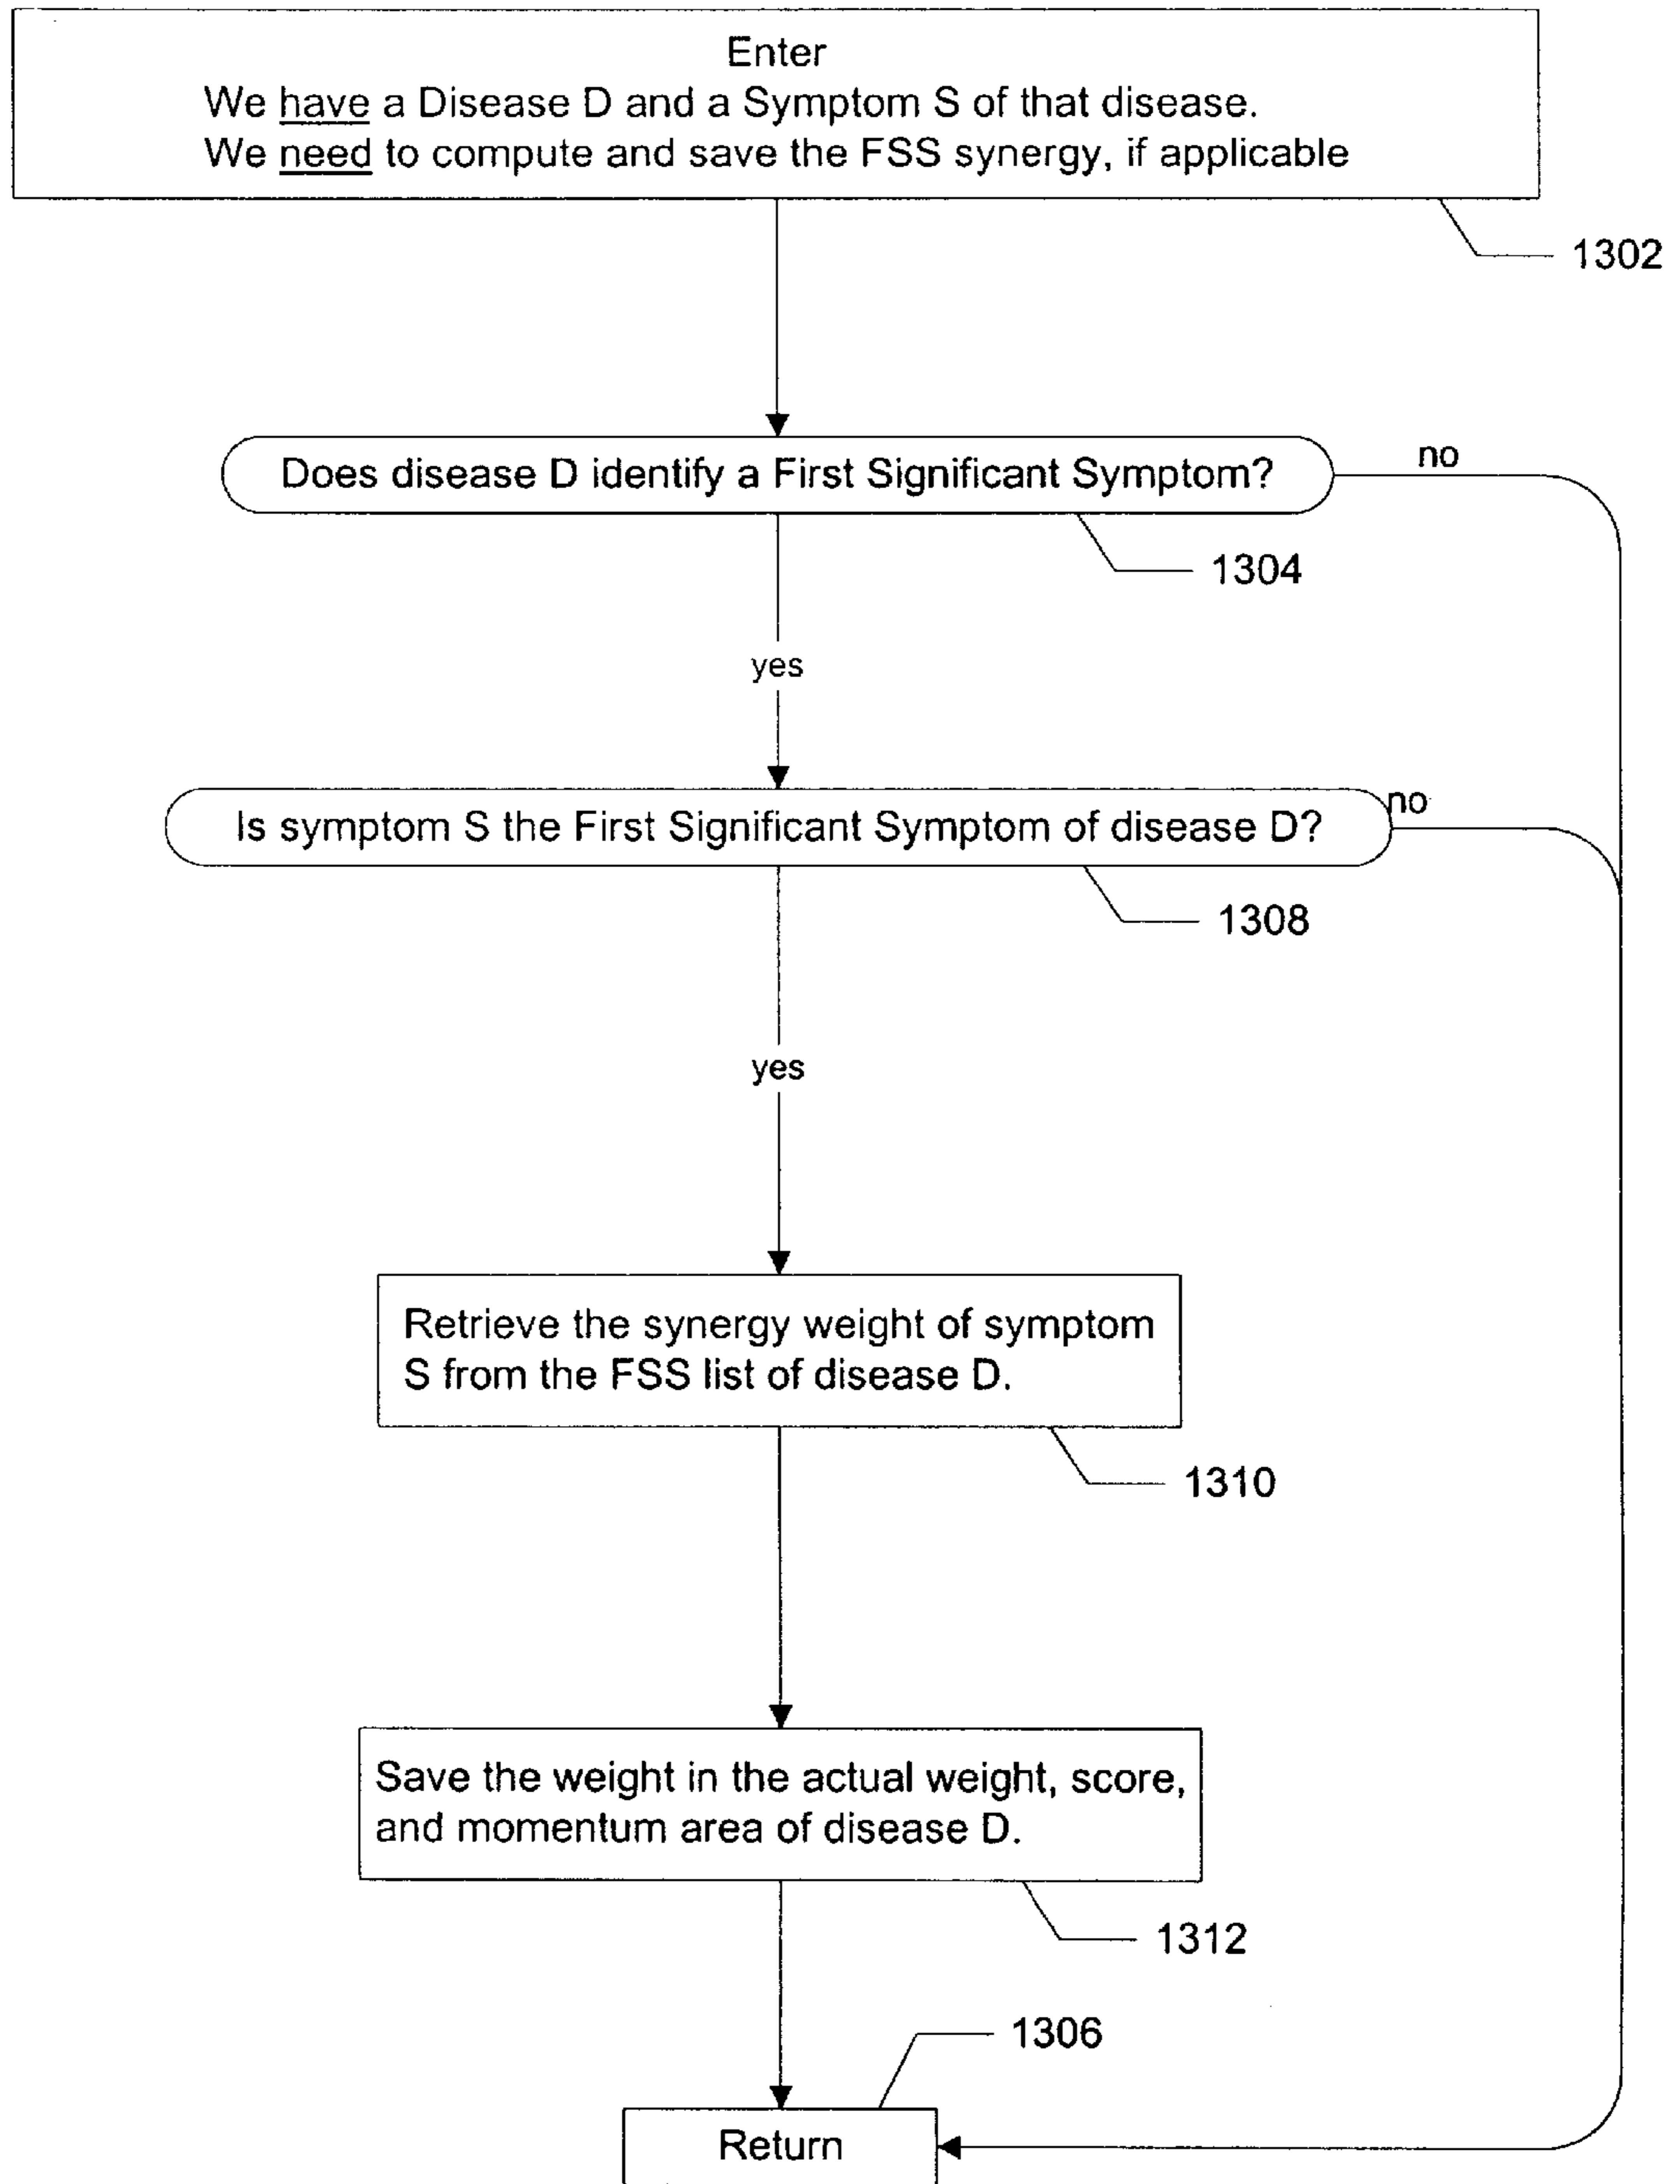 Enter
We have a Disease D and a Symptom S of that disease.
We need to compute and save the FSS synergy, if applicable
1302
Does disease D identify a First Significant Symptom?
no
1304
yes
Is symptom S the First Significant Symptom of disease D?
no
1308
yes
Retrieve the synergy weight of symptom
S from the FSS list of disease D.
1310
Save the weight in the actual weight, score,
and momentum area of disease D.
1312
1306
Return